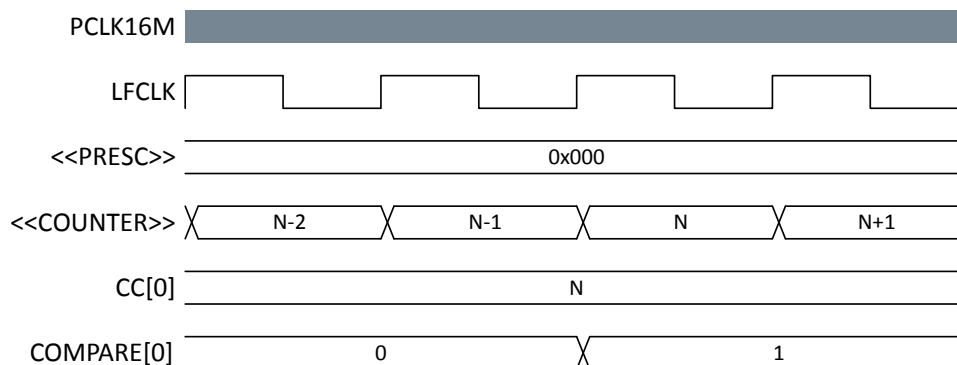 PCLK16M
LFCLK
<<PRESC>> 0x000
<<COUNTER>> N-2 N-1 N N+1
CC[0] N
COMPARE[0] 0 1